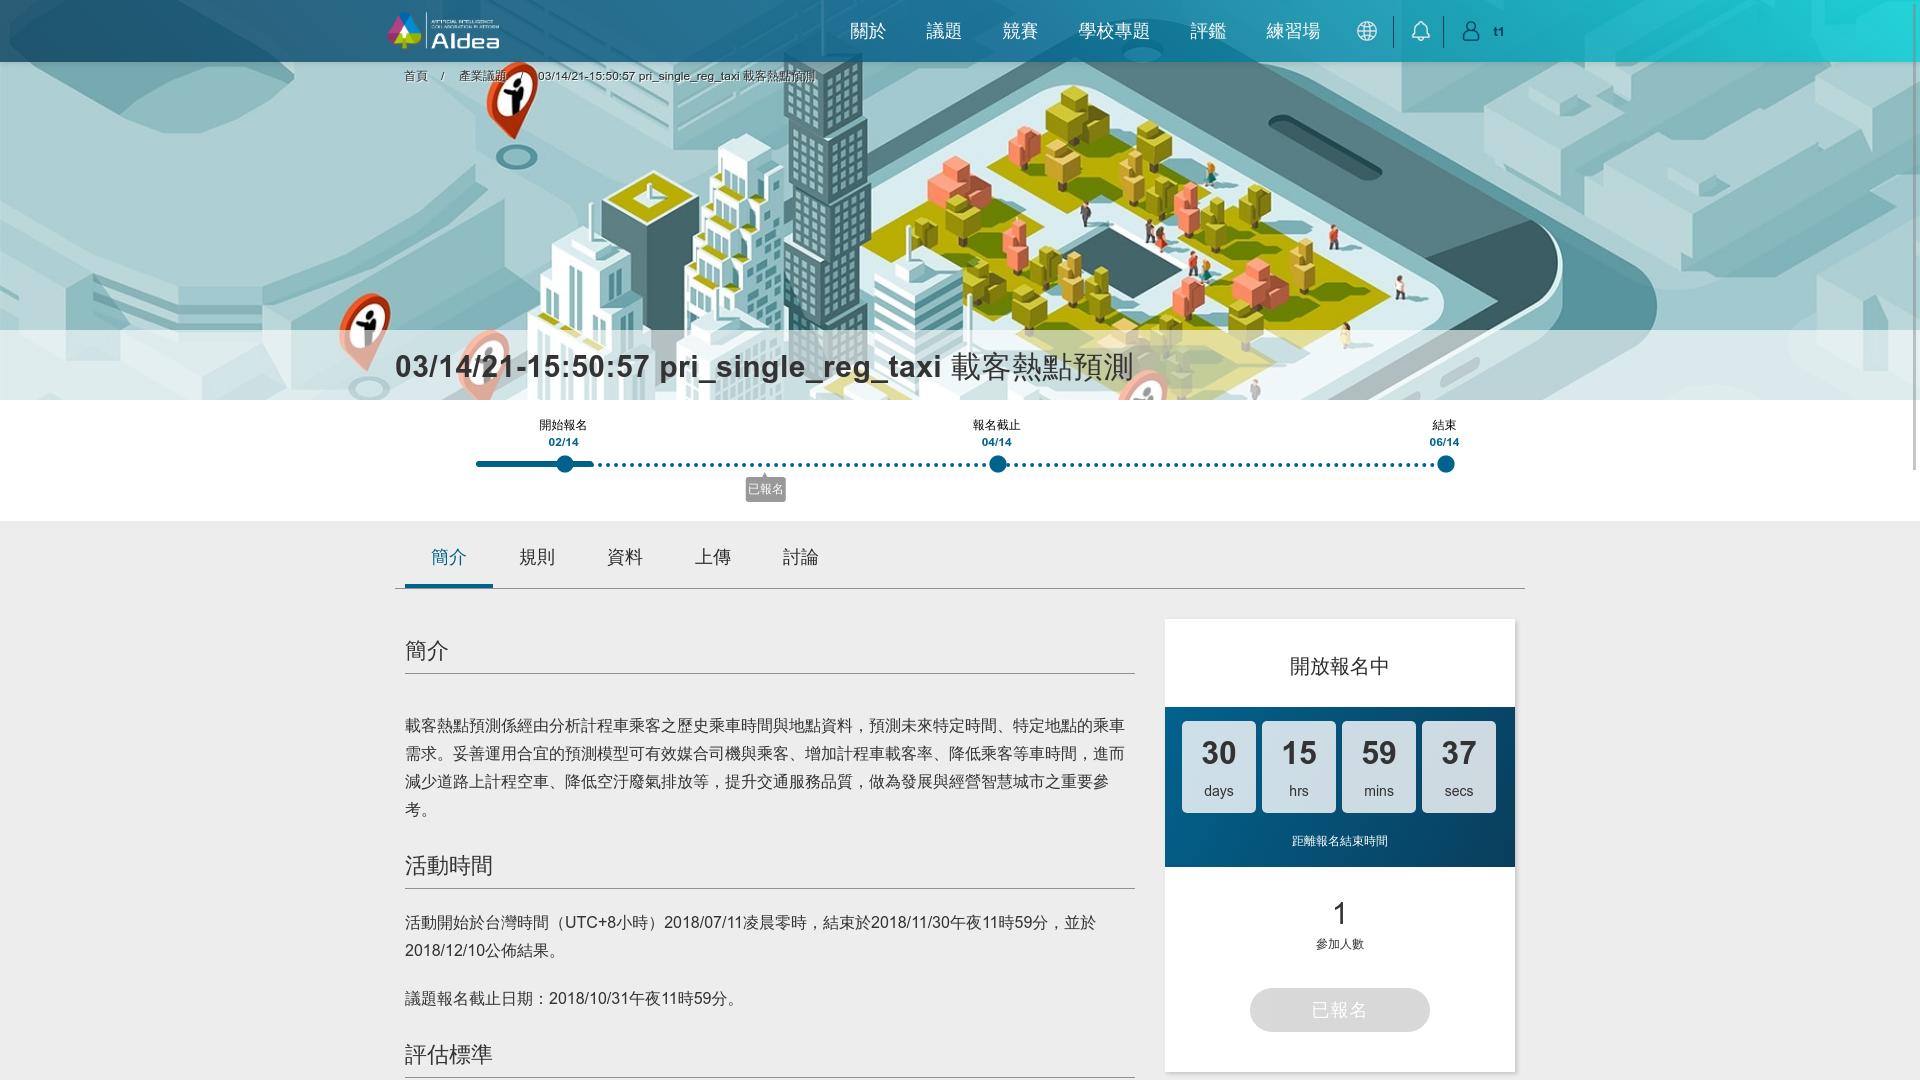 ARTIFICIAL INTELLIGENCE
COLLABORATION PLATFORM
AIdea
關於 議題 競賽 學校專題 評鑑 練習場 t1
首頁 / 產業議題 / 03/14/21-15:50:57 pri_single_reg_taxi 載客熱點預測
03/14/21-15:50:57 pri_single_reg_taxi 載客熱點預測
開始報名 報名截止 結束
02/14 04/14 06/14
已報名
簡介 規則 資料 上傳 討論
簡介
載客熱點預測係經由分析計程車乘客之歷史乘車時間與地點資料，預測未來特定時間、特定地點的乘車
需求。妥善運用合宜的預測模型可有效媒合司機與乘客、增加計程車載客率、降低乘客等車時間，進而
減少道路上計程空車、降低空汙廢氣排放等，提升交通服務品質，做為發展與經營智慧城市之重要參
考。
活動時間
活動開始於台灣時間（UTC+8小時）2018/07/11凌晨零時，結束於2018/11/30午夜11時59分，並於
2018/12/10公佈結果。
議題報名截止日期：2018/10/31午夜11時59分。
評估標準
開放報名中
30 15 59 37
days hrs mins secs
距離報名結束時間
1
參加人數
已報名